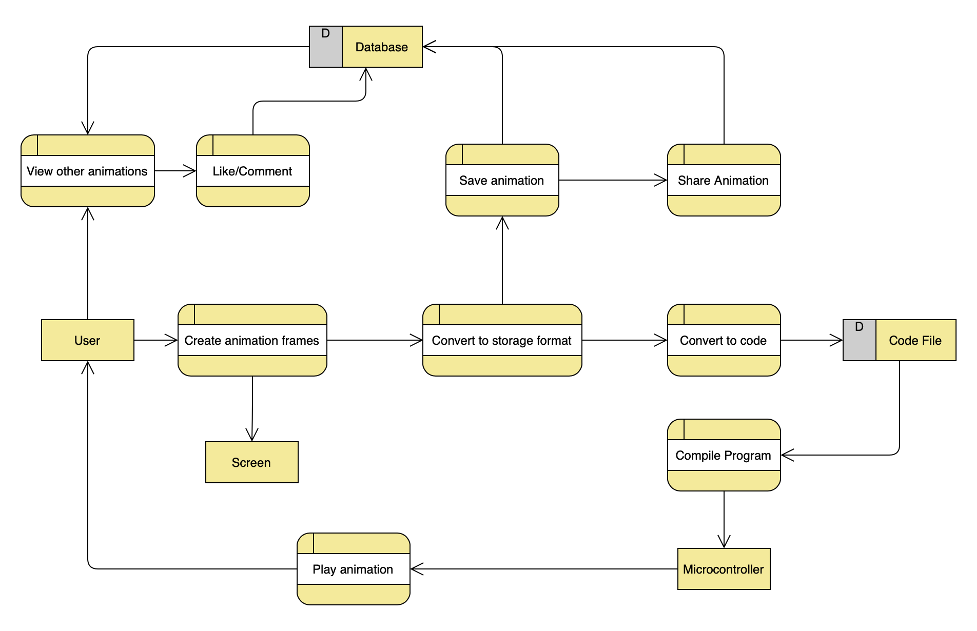 D
Database
View other animations
Like/Comment
Save animation
Share Animation
User
Create animation frames
Convert to storage format
Convert to code
D
Code File
Compile Program
Screen
Play animation
Microcontroller